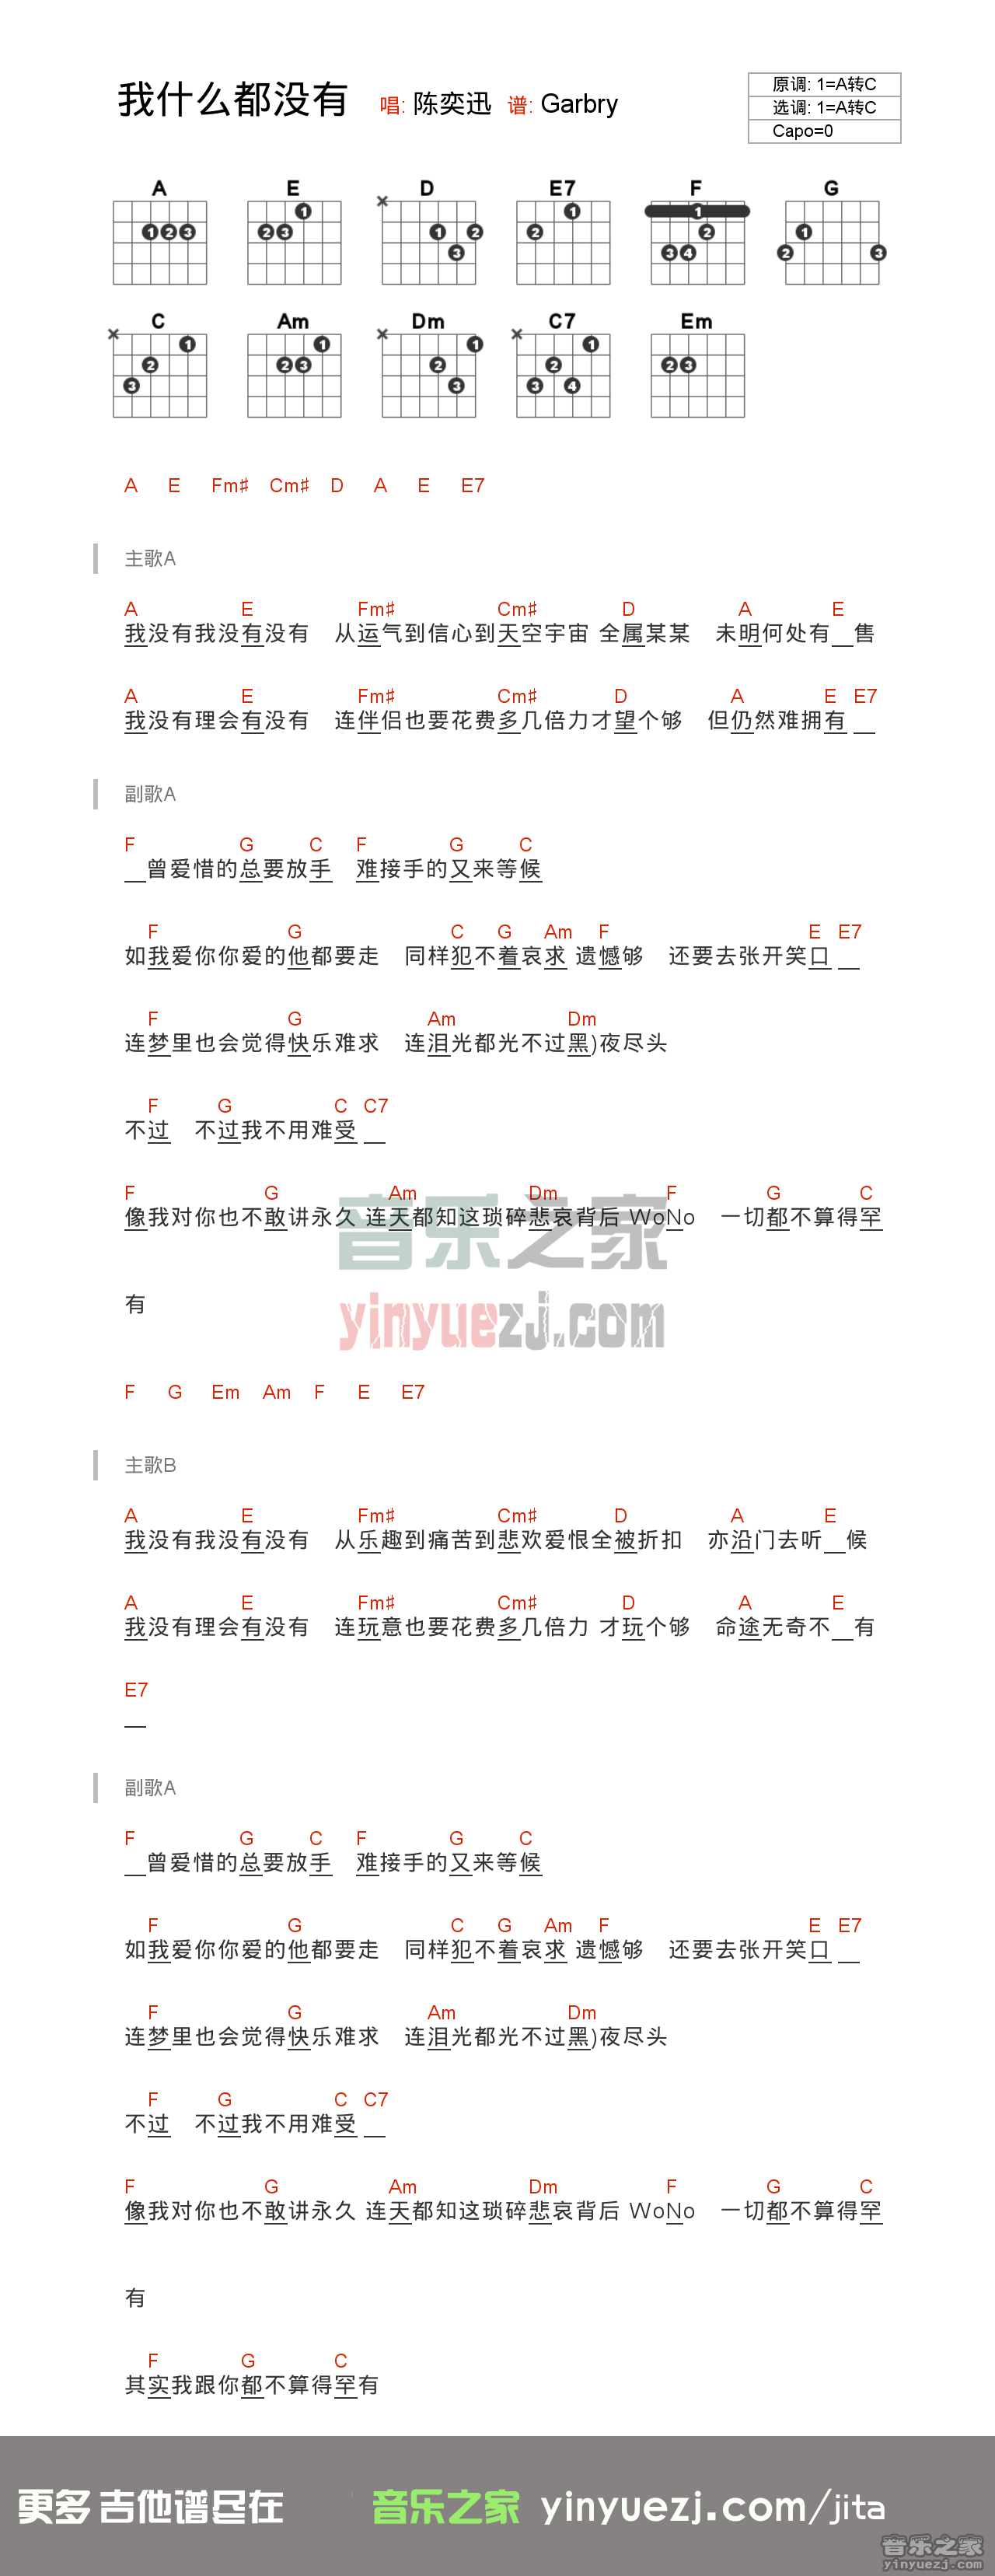 我什么都没有 唱: 陈奕迅 谱: Garbry
原调: 1=A转C
选调: 1=A转C
Capo=0
A E D E7 F G
C Am Dm C7 Em
A E Fm♯ Cm♯ D A E E7
主歌A
A E Fm♯ Cm♯ D A E
我没有我没有没有 从运气到信心到天空宇宙 全属某某 未明何处有__售
A E Fm♯ Cm♯ D A E E7
我没有理会有没有 连伴侣也要花费多几倍力才望个够 但仍然难拥有 __
副歌A
F G C F G C
__曾爱惜的总要放手 难接手的又来等候
F G C G Am F E E7
如我爱你你爱的他都要走 同样犯不着哀求 遗憾够 还要去张开笑口 __
F G Am Dm
连梦里也会觉得快乐难求 连泪光都光不过黑)夜尽头
F G C C7
不过 不过我不用难受 __
F G Am Dm F G C
像我对你也不敢讲永久 连天都知这琐碎悲哀背后 WoNo 一切都不算得罕
有
F G Em Am F E E7
主歌B
A E Fm♯ Cm♯ D A E
我没有我没有没有 从乐趣到痛苦到悲欢爱恨全被折扣 亦沿门去听__候
A E Fm♯ Cm♯ D A E
我没有理会有没有 连玩意也要花费多几倍力 才玩个够 命途无奇不__有
E7
__
副歌A
F G C F G C
__曾爱惜的总要放手 难接手的又来等候
F G C G Am F E E7
如我爱你你爱的他都要走 同样犯不着哀求 遗憾够 还要去张开笑口 __
F G Am Dm
连梦里也会觉得快乐难求 连泪光都光不过黑)夜尽头
F G C C7
不过 不过我不用难受 __
F G Am Dm F G C
像我对你也不敢讲永久 连天都知这琐碎悲哀背后 WoNo 一切都不算得罕
有
F G C
其实我跟你都不算得罕有
音乐之家
yinyuezj.com
更多 吉他谱尽在 音乐之家 yinyuezj.com/jita
音乐之家
yinyuezj.com